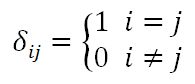 δij = {1 i = j
0 i ≠ j